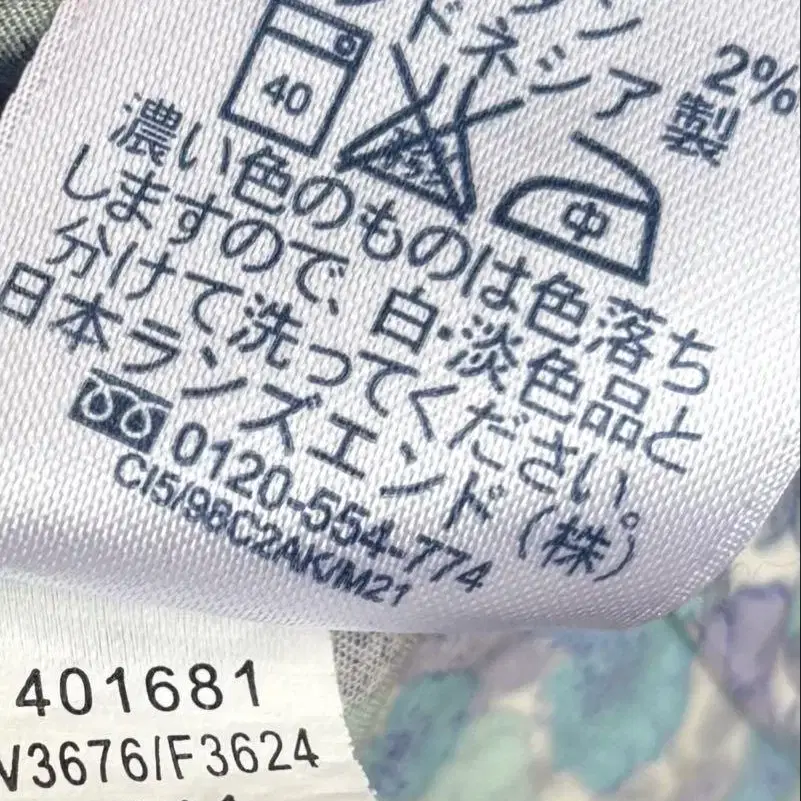 2%
ドネシア 製
40
中
濃い色のものは色落ち
しますので、白・淡色品と
分けて洗ってください。
日本ランズエンド(株)
0120-554-774
CI5/98C2AK/M21
401681
V3676/F3624